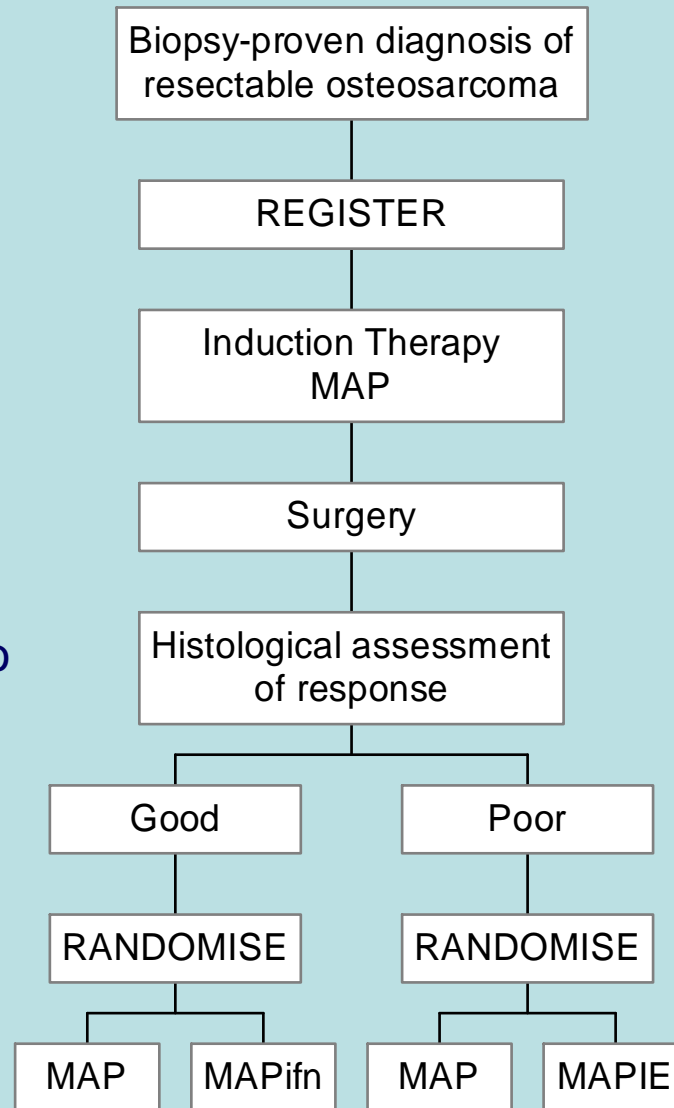 Biopsy-proven diagnosis of
resectable osteosarcoma
REGISTER
Induction Therapy
MAP
Surgery
Histological assessment
of response
Good Poor
RANDOMISE RANDOMISE
MAP MAPifn MAP MAPIE